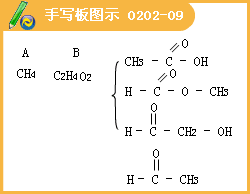 手写板图示 0202-09
A B
CH4 C2H4O2
O
CH3 C OH
O
H C O CH3
O
H C CH2 OH
O
H C CH3